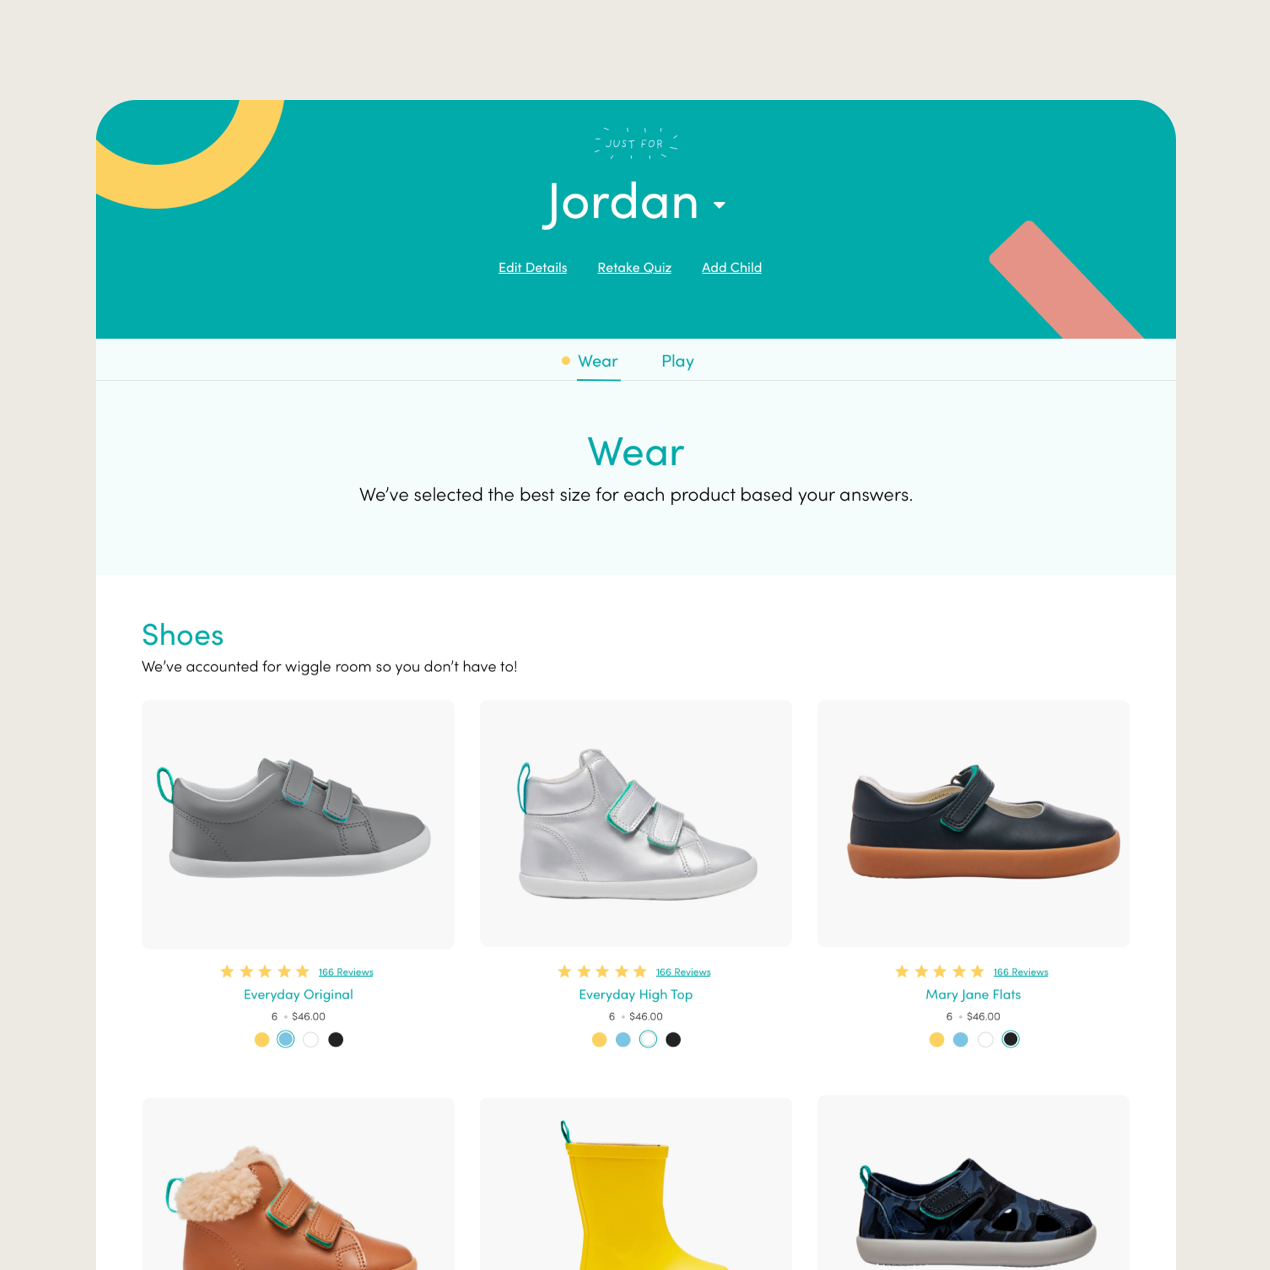 JUST FOR
Jordan
Edit Details Retake Quiz Add Child
Wear Play
Wear
We’ve selected the best size for each product based your answers.
Shoes
We’ve accounted for wiggle room so you don’t have to!
166 Reviews 166 Reviews 166 Reviews
Everyday Original Everyday High Top Mary Jane Flats
6 • $46.00 6 • $46.00 6 • $46.00